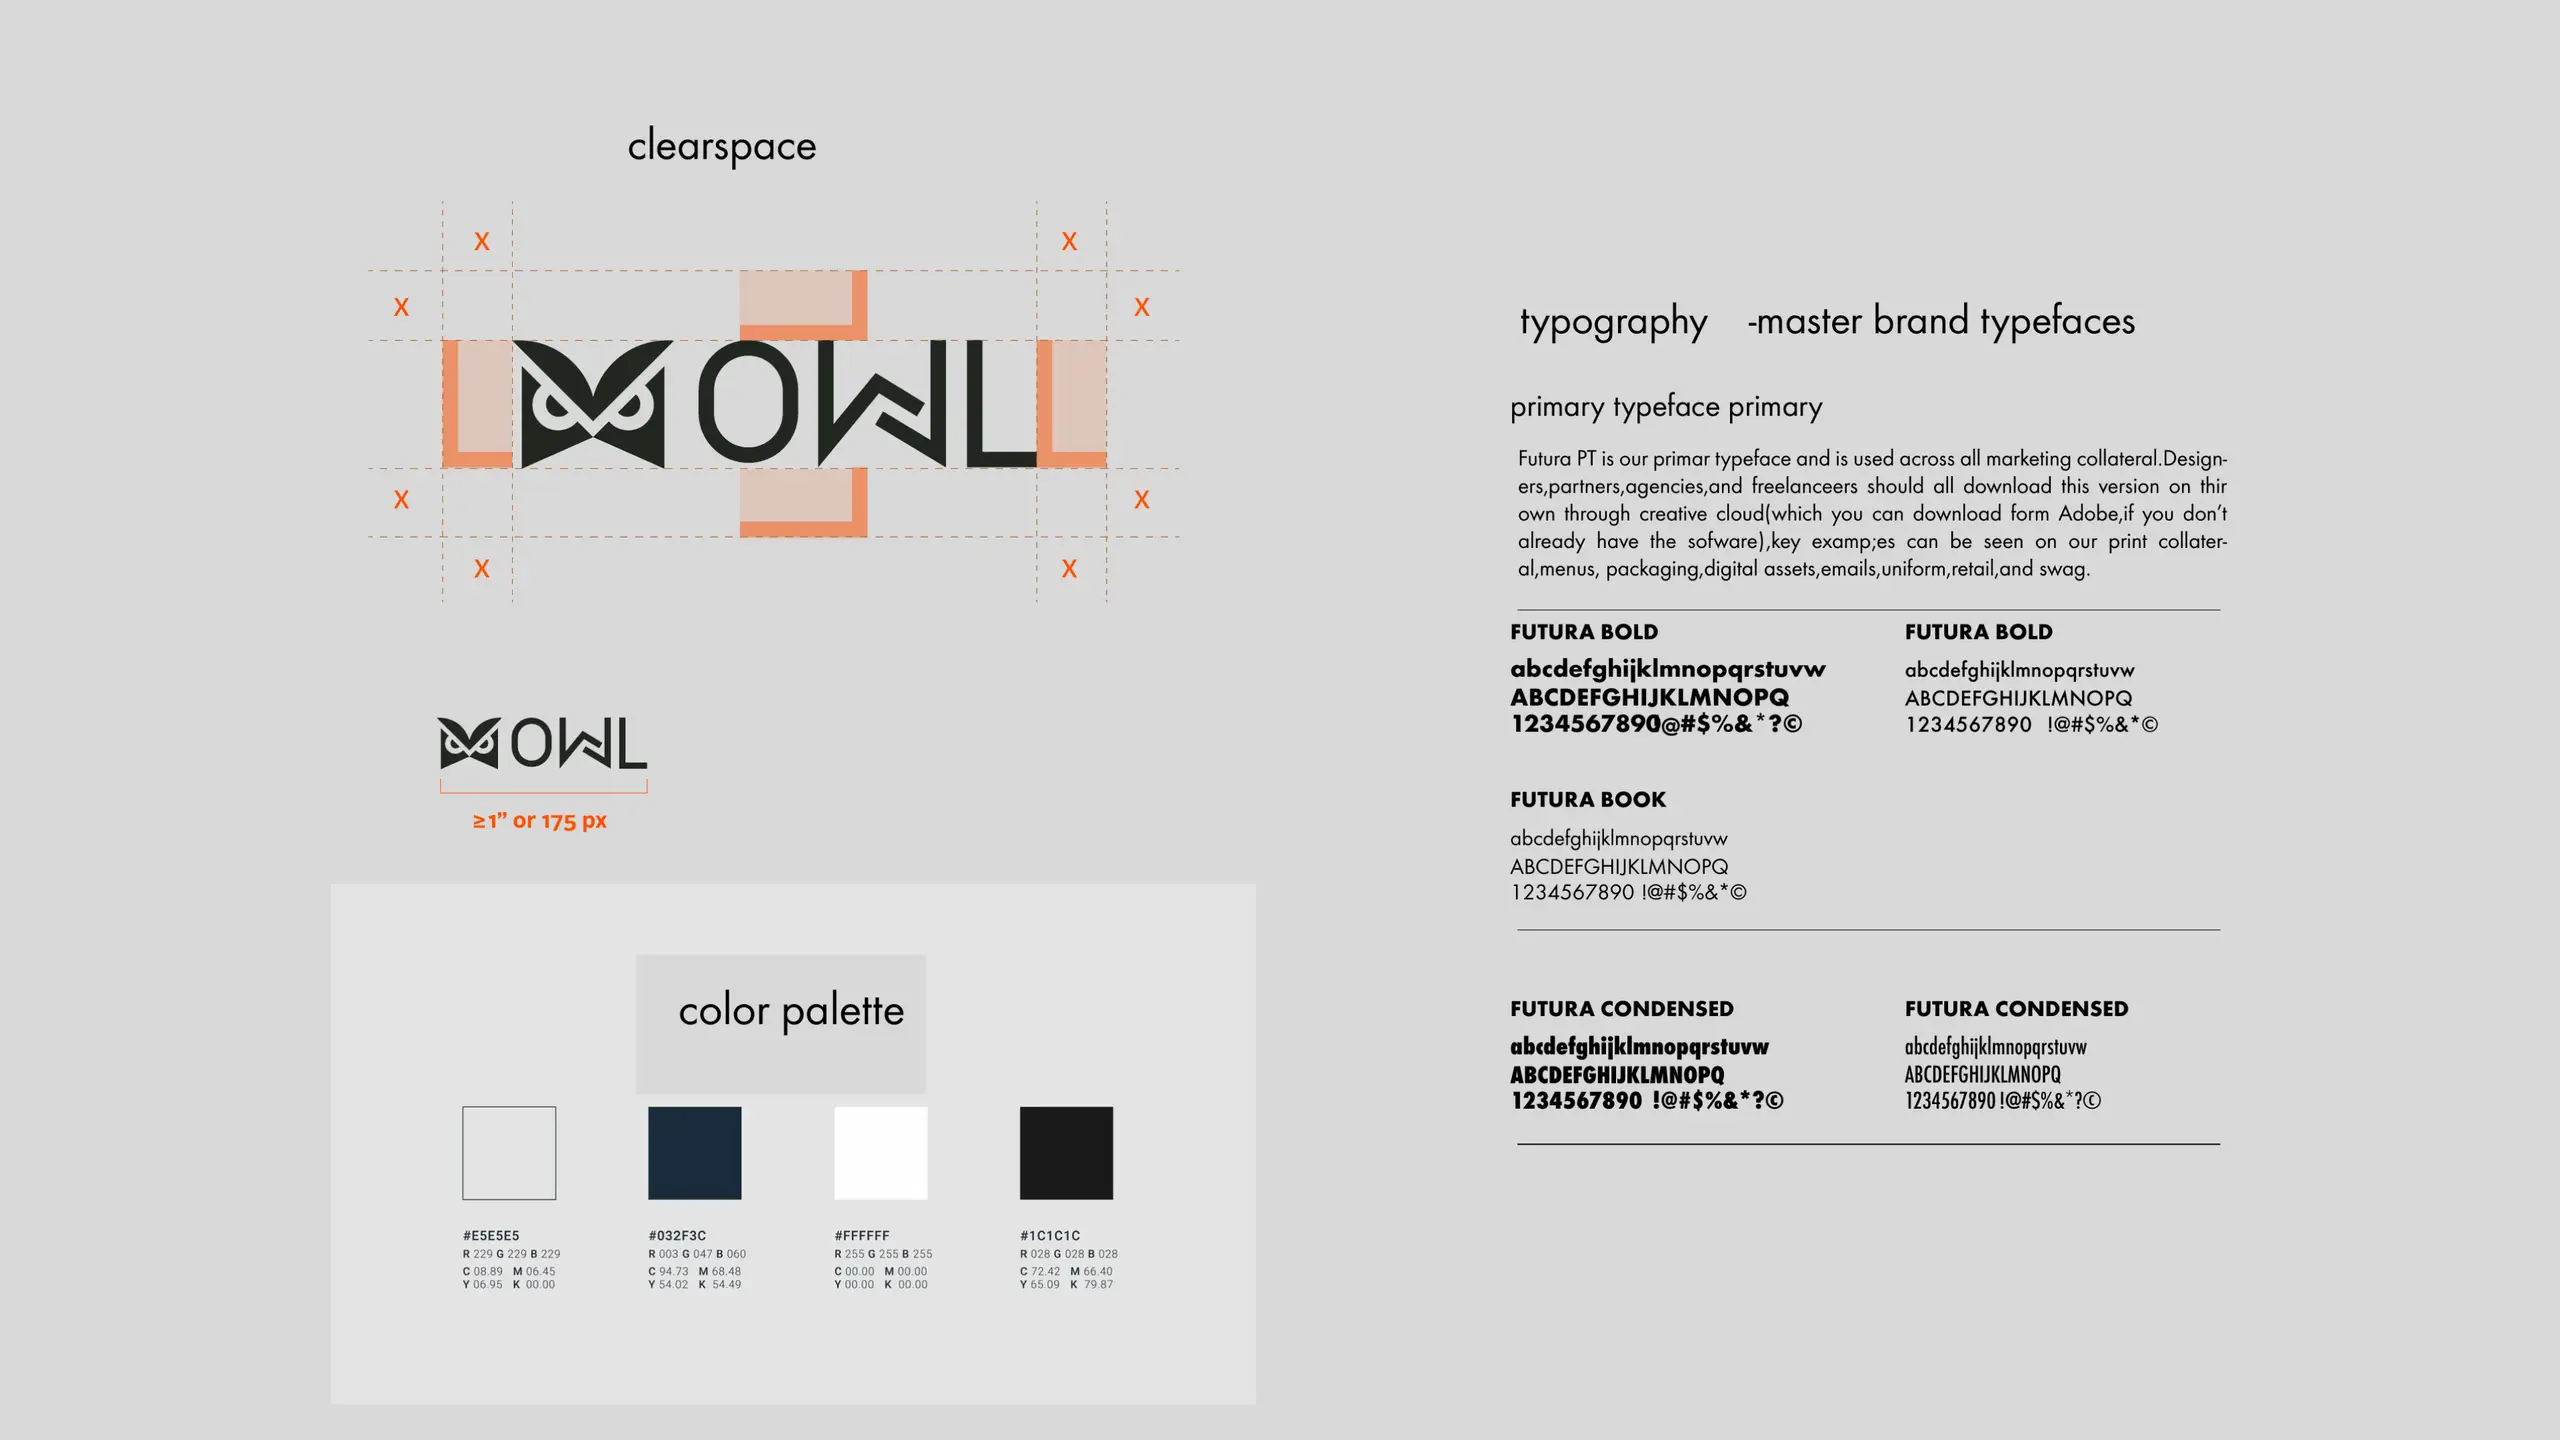 clearspace
X X
X X
OWL
X X
X X
OWL
≥1” or 175 px
color palette
#E5E5E5
R 229 G 229 B 229
C 08.89 M 06.45
Y 06.95 K 00.00
#032F3C
R 003 G 047 B 060
C 94.73 M 68.48
Y 54.02 K 54.49
#FFFFFF
R 255 G 255 B 255
C 00.00 M 00.00
Y 00.00 K 00.00
#1C1C1C
R 028 G 028 B 028
C 72.42 M 66.40
Y 65.09 K 79.87
typography -master brand typefaces
primary typeface primary
Futura PT is our primar typeface and is used across all marketing collateral.Design-
ers,partners,agencies,and freelanceers should all download this version on thir
own through creative cloud(which you can download form Adobe,if you don’t
already have the sofware),key examp;es can be seen on our print collater-
al,menus, packaging,digital assets,emails,uniform,retail,and swag.
FUTURA BOLD
abcdefghijklmnopqrstuvw
ABCDEFGHIJKLMNOPQ
1234567890!@#$%&*?©
FUTURA BOLD
abcdefghijklmnopqrstuvw
ABCDEFGHIJKLMNOPQ
1234567890 !@#$%&*©
FUTURA BOOK
abcdefghijklmnopqrstuvw
ABCDEFGHIJKLMNOPQ
1234567890 !@#$%&*©
FUTURA CONDENSED
abcdefghijklmnopqrstuvw
ABCDEFGHIJKLMNOPQ
1234567890 !@#$%&*?©
FUTURA CONDENSED
abcdefghijklmnopqrstuvw
ABCDEFGHIJKLMNOPQ
1234567890 !@#$%&*?©